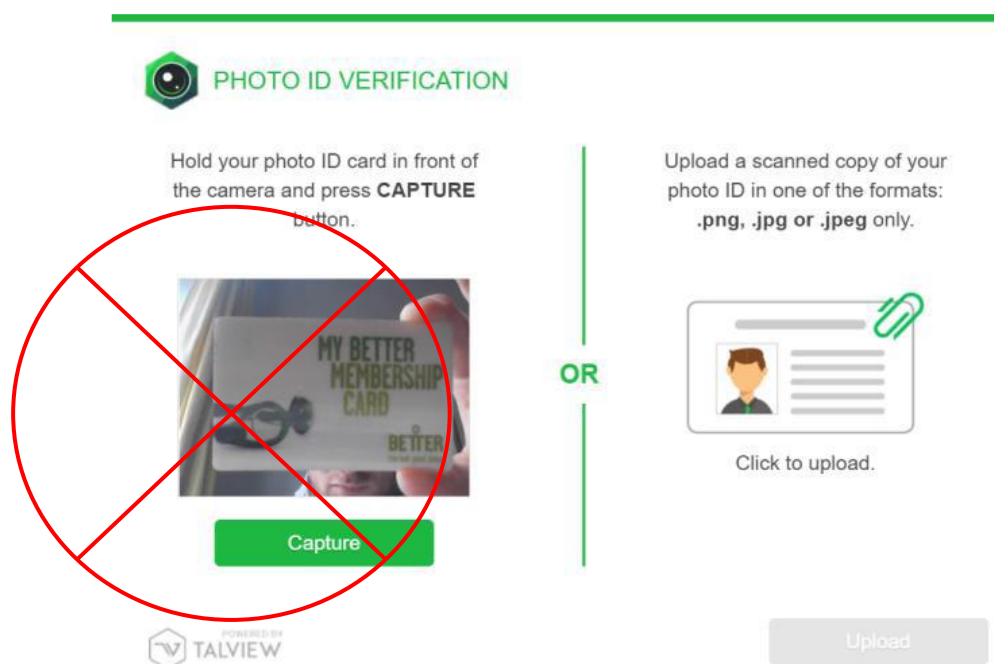 PHOTO ID VERIFICATION
Hold your photo ID card in front of
the camera and press CAPTURE
button.
MY BETTER
MEMBERSHIP
CARD
BETTER
Capture
OR
Upload a scanned copy of your
photo ID in one of the formats:
.png, .jpg or .jpeg only.
Click to upload.
POWERED BY
TALVIEW
Upload